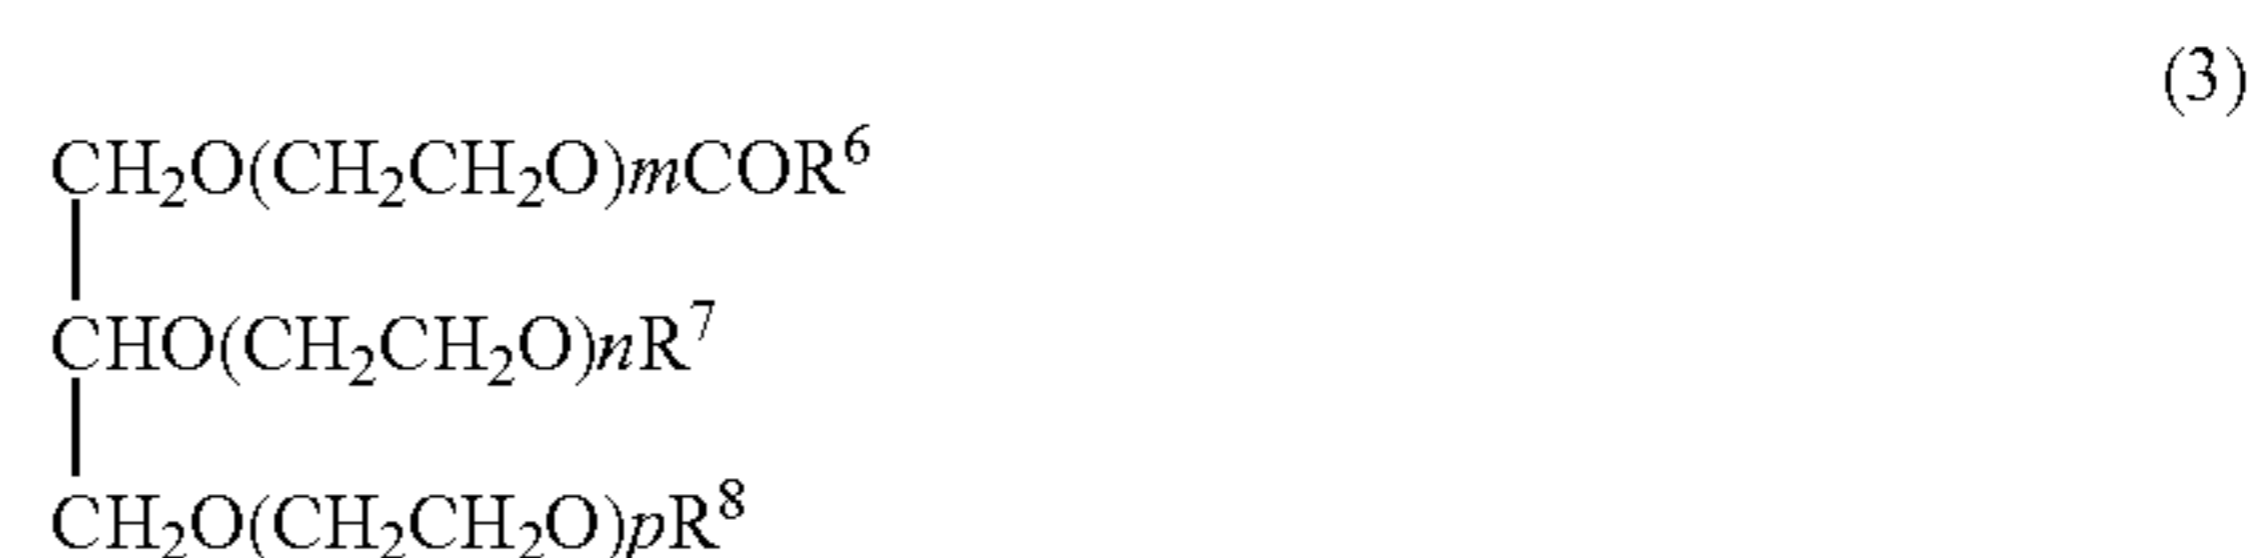 (3)
CH₂O(CH₂CH₂O)mCOR⁶
CHO(CH₂CH₂O)nR⁷
CH₂O(CH₂CH₂O)pR⁸